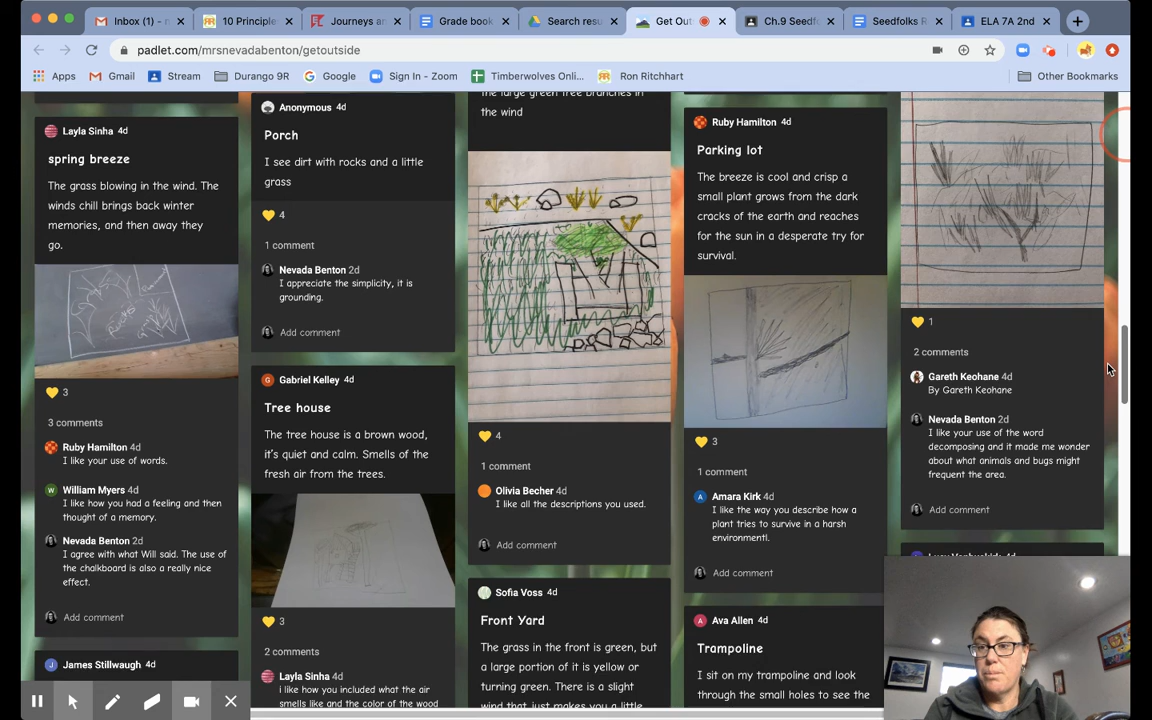 Inbox (1) - n
10 Principle
Journeys an
Grade book
Search resu
Get Out
Ch.9 Seedf
Seedfolks R
ELA 7A 2nd
padlet.com/mrsnevadabenton/getoutside
Apps
Gmail
Stream
Durango 9R
Google
Sign In - Zoom
Timberwolves Onli...
Ron Ritchhart
Other Bookmarks
Layla Sinha 4d
spring breeze
The grass blowing in the wind. The
winds chill brings back winter
memories, and then away they
go.
3
3 comments
Ruby Hamilton 4d
I like your use of words.
William Myers 4d
I like how you had a feeling and then
thought of a memory.
Nevada Benton 2d
I agree with what Will said. The use of
the chalkboard is also a really nice
effect.
Add comment
James Stillwaugh 4d
Anonymous 4d
Porch
I see dirt with rocks and a little
grass
4
1 comment
Nevada Benton 2d
I appreciate the simplicity, it is
grounding.
Add comment
Gabriel Kelley 4d
Tree house
The tree house is a brown wood,
it's quiet and calm. Smells of the
fresh air from the trees.
3
2 comments
Layla Sinha 4d
i like how you included what the air
smells like and the color of the wood
The large green tree branches in
the wind
4
1 comment
Olivia Becher 4d
I like all the descriptions you used.
Add comment
Sofia Voss 4d
Front Yard
The grass in the front is green, but
a large portion of it is yellow or
turning green. There is a slight
wind that just makes you a little
Ruby Hamilton 4d
Parking lot
The breeze is cool and crisp a
small plant grows from the dark
cracks of the earth and reaches
for the sun in a desperate try for
survival.
3
1 comment
Amara Kirk 4d
I like the way you describe how a
plant tries to survive in a harsh
environment!.
Add comment
Ava Allen 4d
Trampoline
I sit on my trampoline and look
through the small holes to see the
1
2 comments
Gareth Keohane 4d
By Gareth Keohane
Nevada Benton 2d
I like your use of the word
decomposing and it made me wonder
about what animals and bugs might
frequent the area.
Add comment